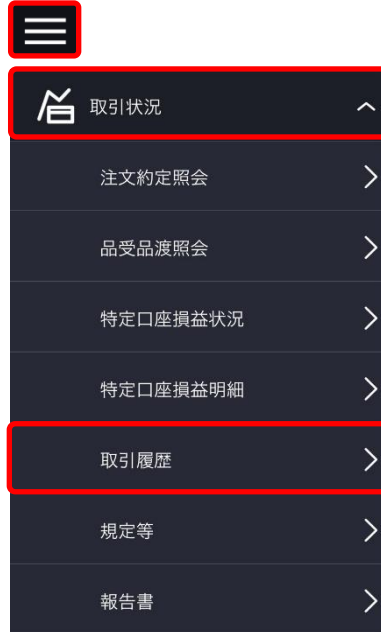 取引状況
注文約定照会
品受品渡照会
特定口座損益状況
特定口座損益明細
取引履歴
規定等
報告書